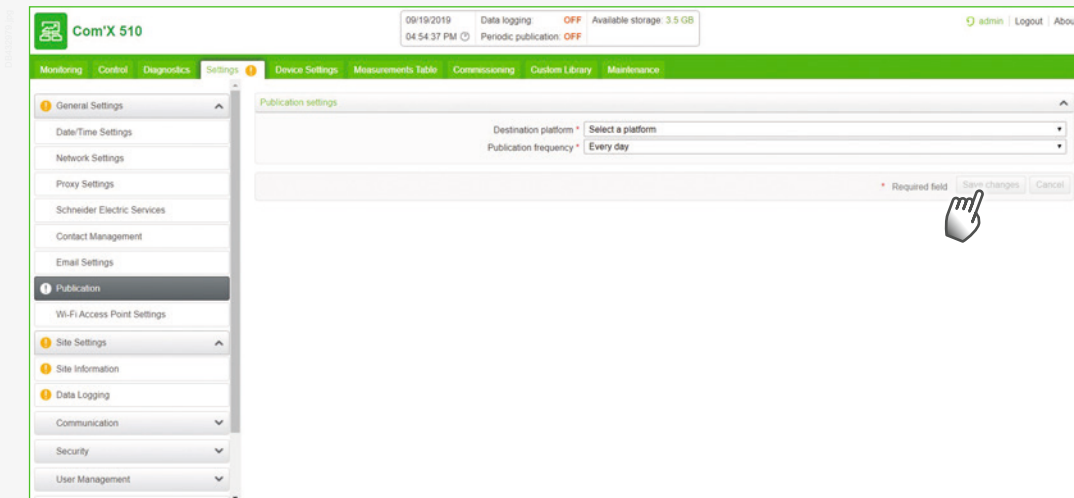 Com'X 510
09/19/2019 Data logging: OFF Available storage: 3.5 GB
04:54:37 PM Periodic publication: OFF
admin | Logout | Abou
Monitoring Control Diagnostics Settings Device Settings Measurements Table Commissioning Custom Library Maintenance
General Settings
Date/Time Settings
Network Settings
Proxy Settings
Schneider Electric Services
Contact Management
Email Settings
Publication
Wi-Fi Access Point Settings
Site Settings
Site Information
Data Logging
Communication
Security
User Management
Publication settings
Destination platform * Select a platform
Publication frequency * Every day
* Required field Save changes Cancel